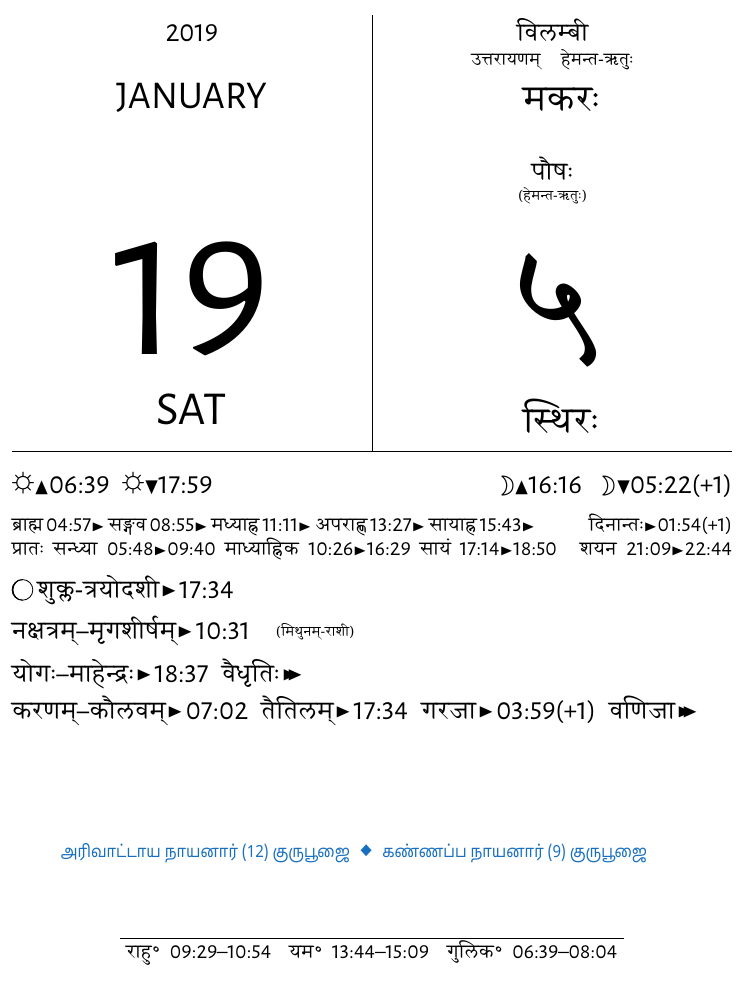 2019
JANUARY
19
SAT
विलम्बी
उत्तरायणम् हेमन्त-ऋतुः
मकरः
पौषः
(हेमन्त-ऋतुः)
५
स्थिरः
☼▲06:39 ☼▼17:59 ☽▲16:16 ☽▼05:22(+1)
ब्राह्म 04:57► सङ्गव 08:55► मध्याह्न 11:11► अपराह्ण 13:27► सायाह्न 15:43► दिनान्तः►01:54(+1)
प्रातः सन्ध्या 05:48►09:40 माध्याह्निक 10:26►16:29 सायं 17:14►18:50 शयन 21:09►22:44
◯शुक्ल-त्रयोदशी►17:34
नक्षत्रम्–मृगशीर्षम्►10:31 (मिथुनम्-राशी)
योगः–माहेन्द्रः►18:37 वैधृतिः►►
करणम्–कौलवम्►07:02 तैतिलम्►17:34 गरजा►03:59(+1) वणिजा►►
அரிவாட்டாய நாயனார் (12) குருபூஜை ◆ கண்ணப்ப நாயனார் (9) குருபூஜை
राहु॰ 09:29–10:54 यम॰ 13:44–15:09 गुलिक॰ 06:39–08:04